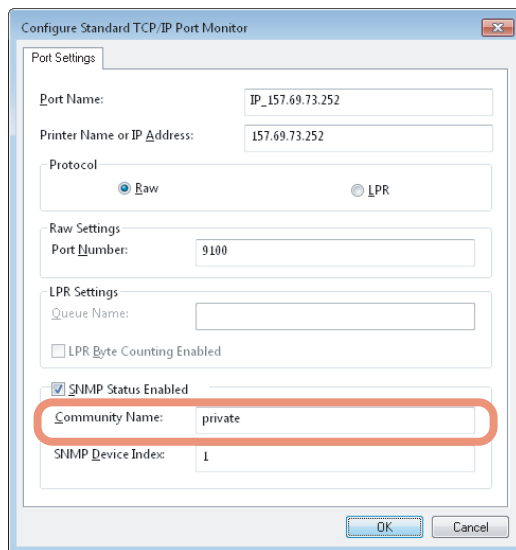 Configure Standard TCP/IP Port Monitor
Port Settings
Port Name: IP_157.69.73.252
Printer Name or IP Address: 157.69.73.252
Protocol
Raw LPR
Raw Settings
Port Number: 9100
LPR Settings
Queue Name:
LPR Byte Counting Enabled
SNMP Status Enabled
Community Name: private
SNMP Device Index: 1
OK Cancel